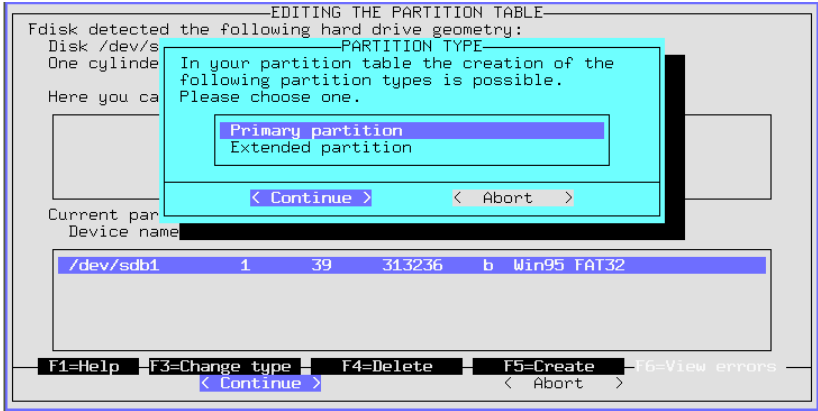 EDITING THE PARTITION TABLE
Fdisk detected the following hard drive geometry:
Disk /dev/s
One cylinde
Here you ca
PARTITION TYPE
In your partition table the creation of the
following partition types is possible.
Please choose one.
Primary partition
Extended partition
< Continue >
< Abort >
Current par
Device name
/dev/sdb1 1 39 313236 b Win95 FAT32
F1=Help F3=Change type F4=Delete F5=Create F6=View errors
< Continue > < Abort >